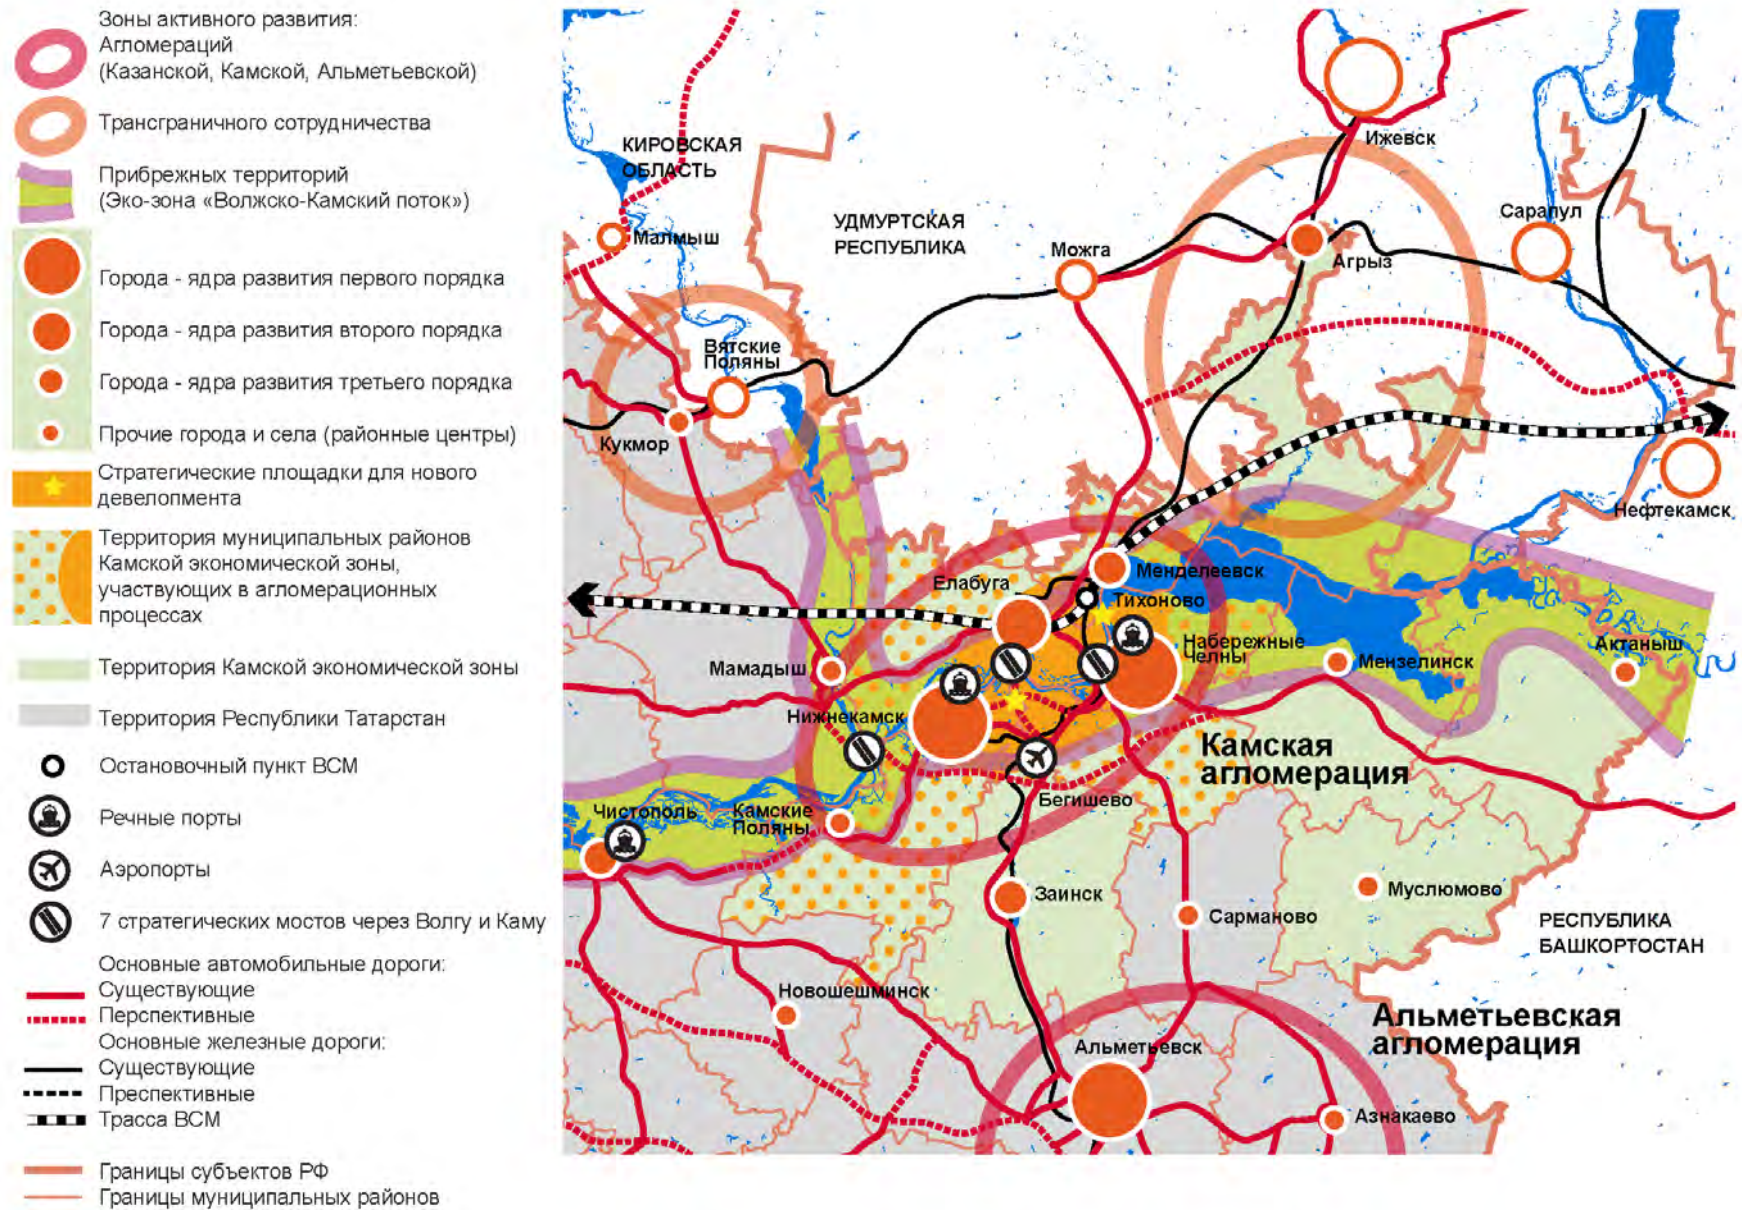 Зоны активного развития:
Агломераций
(Казанской, Камской, Альметьевской)
Трансграничного сотрудничества
Прибрежных территорий
(Эко-зона «Волжско-Камский поток»)
Города - ядра развития первого порядка
Города - ядра развития второго порядка
Города - ядра развития третьего порядка
Прочие города и села (районные центры)
Стратегические площадки для нового
девелопмента
Территория муниципальных районов
Камской экономической зоны,
участвующих в агломерационных
процессах
Территория Камской экономической зоны
Территория Республики Татарстан
Остановочный пункт ВСМ
Речные порты
Аэропорты
7 стратегических мостов через Волгу и Каму
Основные автомобильные дороги:
Существующие
Перспективные
Основные железные дороги:
Существующие
Преспективные
Трасса ВСМ
Границы субъектов РФ
Границы муниципальных районов
Ижевск
КИРОВСКАЯ
ОБЛАСТЬ
УДМУРТСКАЯ
РЕСПУБЛИКА
Сарапул
Малмыш
Можга
Агрыз
Вятские
Поляны
Кукмор
Нефтекамск
Менделеевск
Елабуга
Тихоново
Набережные
Челны
Актаныш
Мамадыш
Мензелинск
Нижнекамск
Камская
агломерация
Бегишево
Чистополь
Камские
Поляны
Заинск
Сарманово
Муслюмово
РЕСПУБЛИКА
БАШКОРТОСТАН
Новошешминск
Альметьевская
агломерация
Альметьевск
Азнакаево